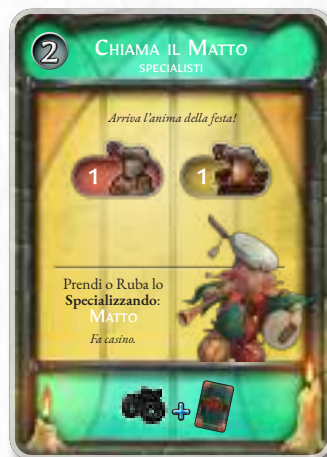 2
Chiama il Matto
specialisti
Arriva l'anima della festa!
1 1
Prendi o Ruba lo
Specializzando:
Matto
Fa casino.
+